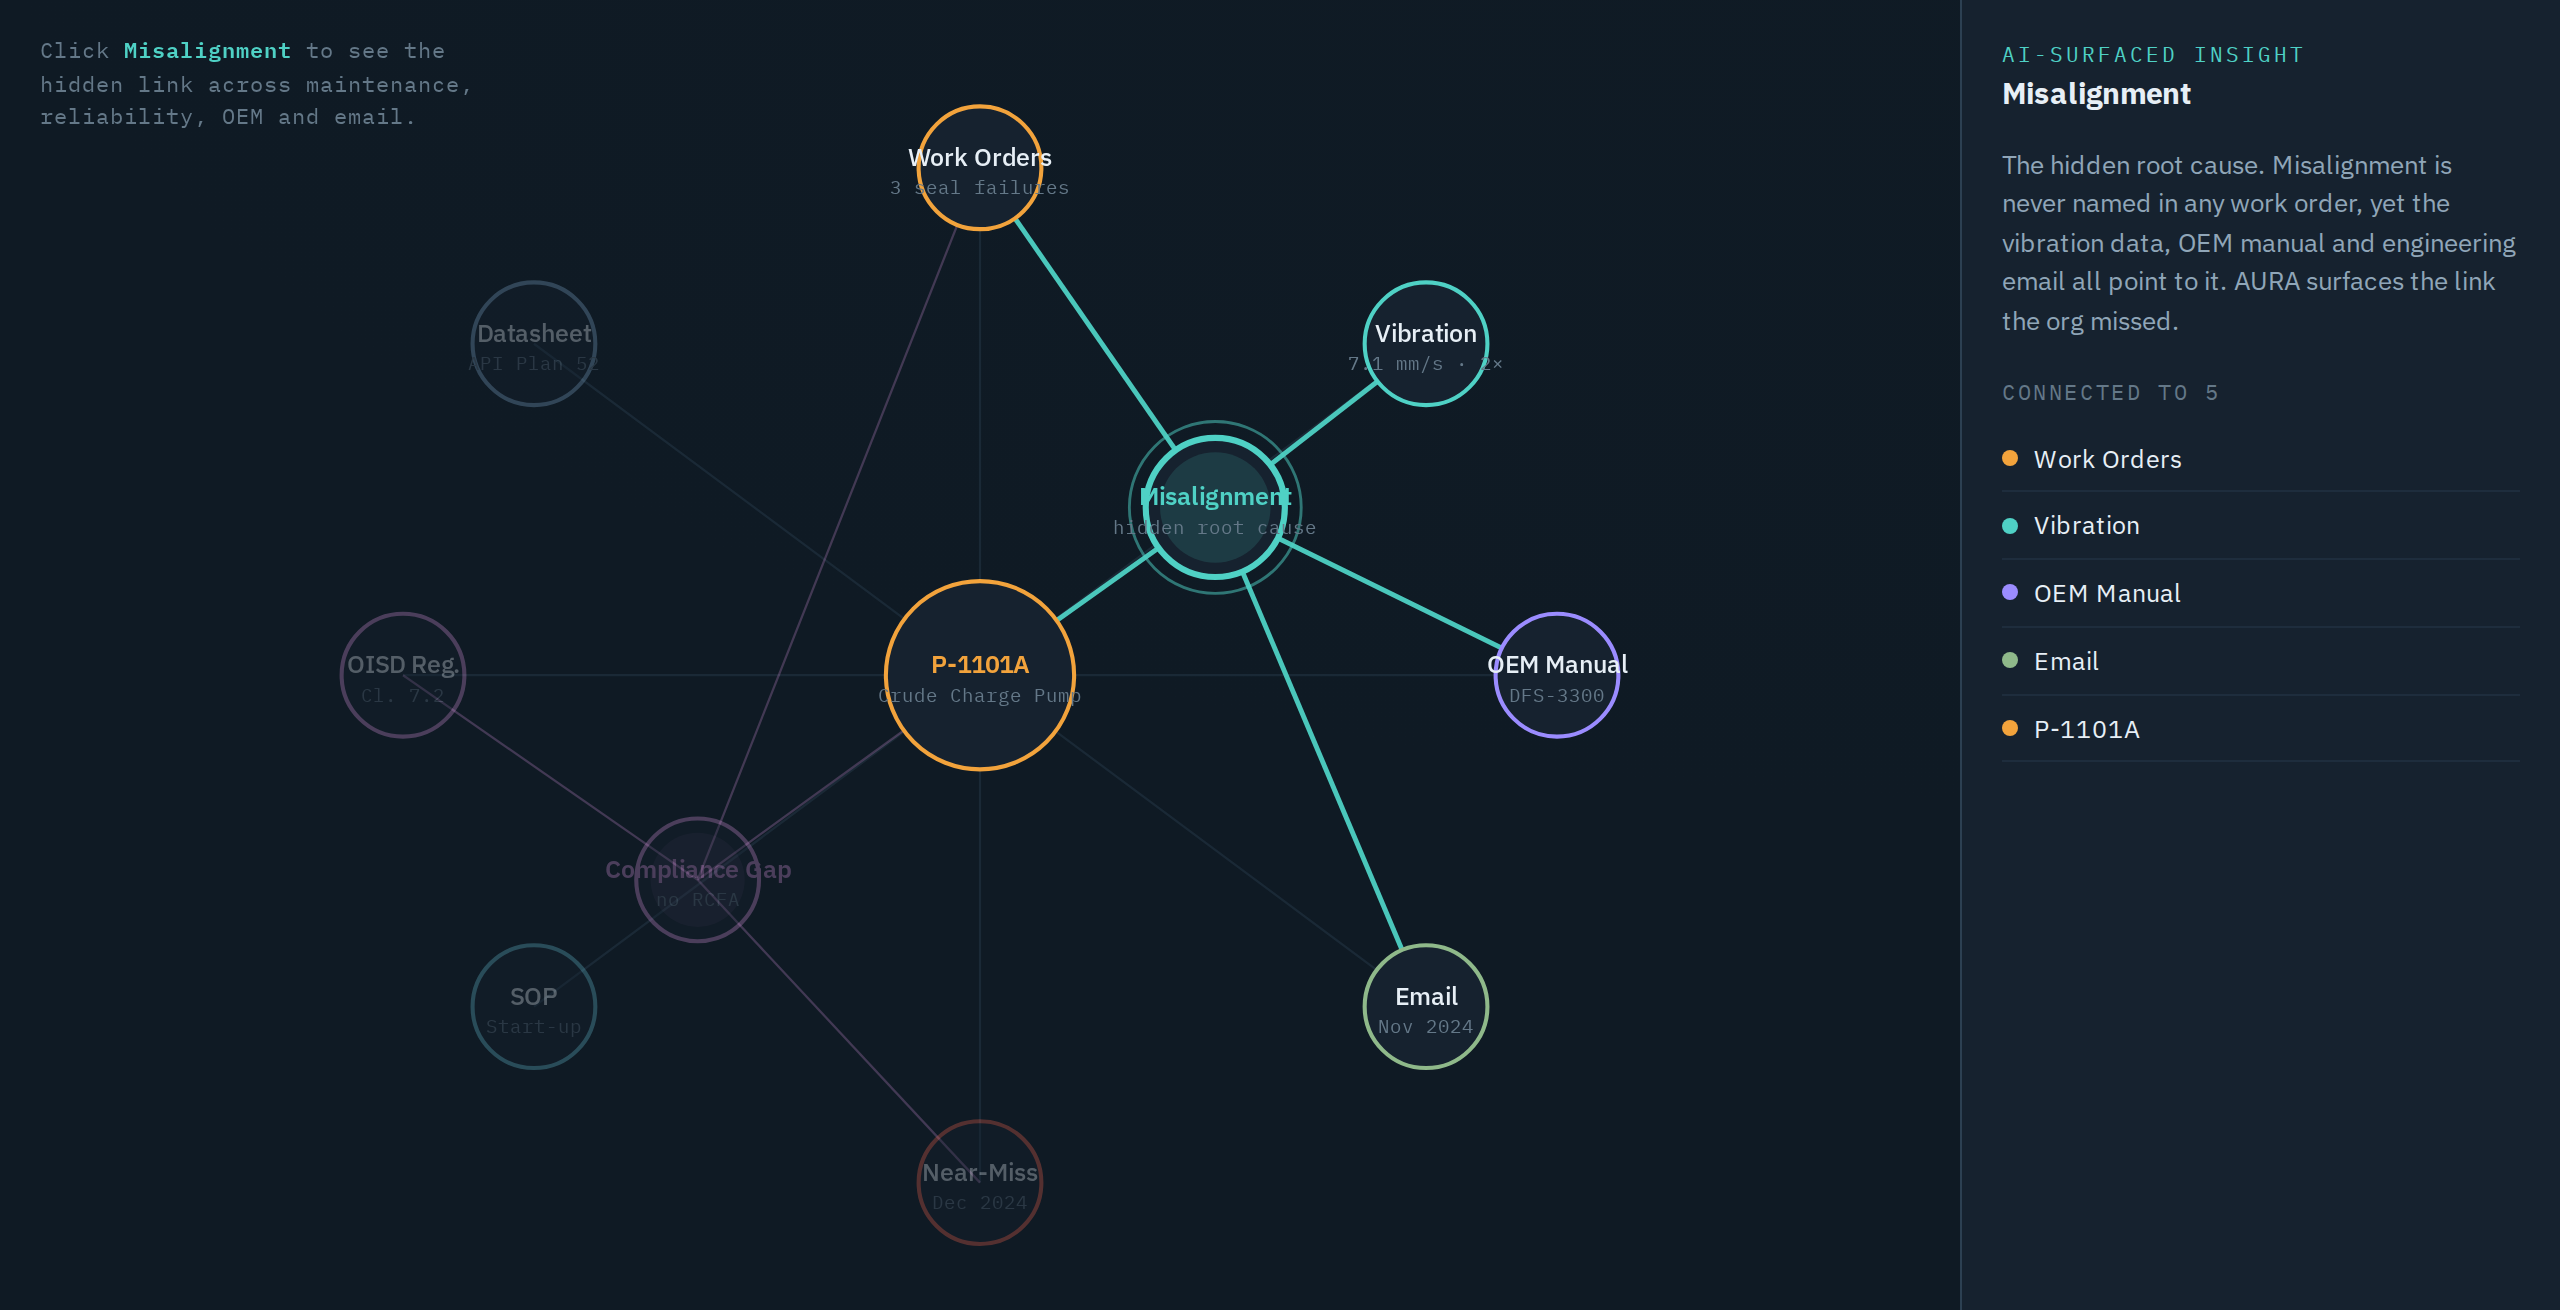 Click Misalignment to see the
hidden link across maintenance,
reliability, OEM and email.
Work Orders
3 seal failures
Datasheet
API Plan 52
Vibration
7.1 mm/s · 2×
Misalignment
hidden root cause
OISD Reg.
Cl. 7.2
P-1101A
Crude Charge Pump
OEM Manual
DFS-3300
Compliance Gap
no RCFA
SOP
Start-up
Email
Nov 2024
Near-Miss
Dec 2024
AI-SURFACED INSIGHT
Misalignment
The hidden root cause. Misalignment is
never named in any work order, yet the
vibration data, OEM manual and engineering
email all point to it. AURA surfaces the link
the org missed.
CONNECTED TO 5
Work Orders
Vibration
OEM Manual
Email
P-1101A